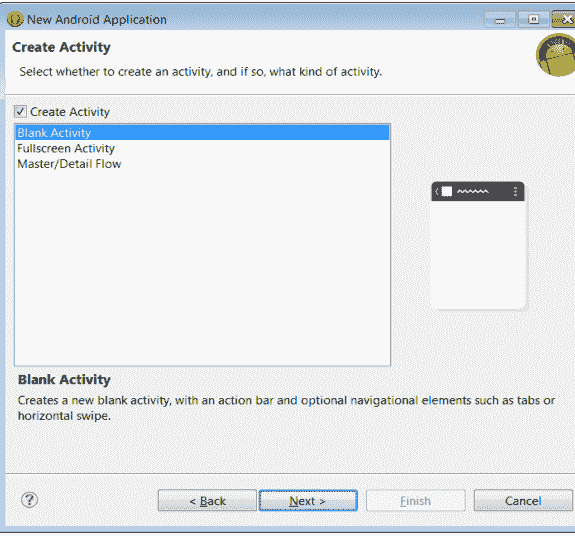 New Android Application
Create Activity
Select whether to create an activity, and if so, what kind of activity.
Create Activity
Blank Activity
Fullscreen Activity
Master/Detail Flow
Blank Activity
Creates a new blank activity, with an action bar and optional navigational elements such as tabs or
horizontal swipe.
?
< Back
Next >
Finish
Cancel